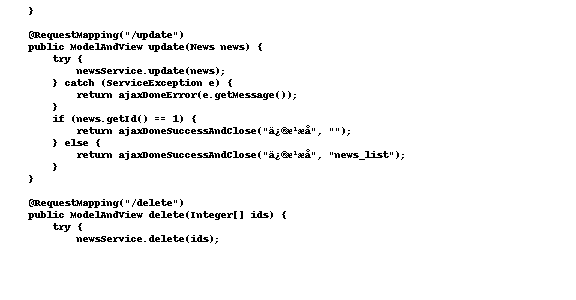 }

@RequestMapping("/update")
public ModelAndView update(News news) {
    try {
        newsService.update(news);
    } catch (ServiceException e) {
        return ajaxDoneError(e.getMessage());
    }
    if (news.getId() == 1) {
        return ajaxDoneSuccessAndClose("ä¿®æ¹æå", "");
    } else {
        return ajaxDoneSuccessAndClose("ä¿®æ¹æå", "news_list");
    }
}

@RequestMapping("/delete")
public ModelAndView delete(Integer[] ids) {
    try {
        newsService.delete(ids);